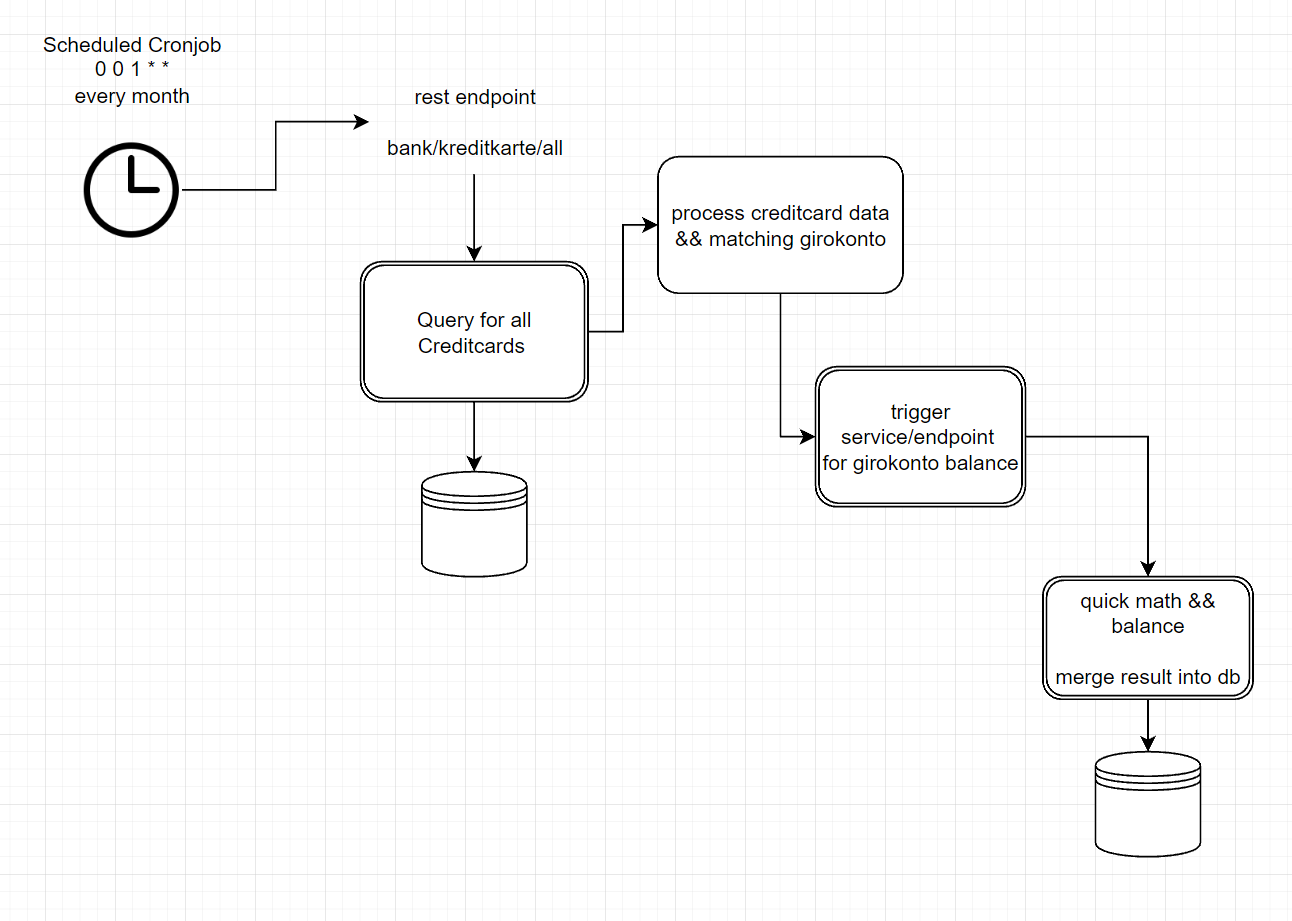 Scheduled Cronjob
0 0 1 * *
every month
rest endpoint
bank/kreditkarte/all
process creditcard data
&& matching girokonto
Query for all
Creditcards
trigger
service/endpoint
for girokonto balance
quick math &&
balance
merge result into db